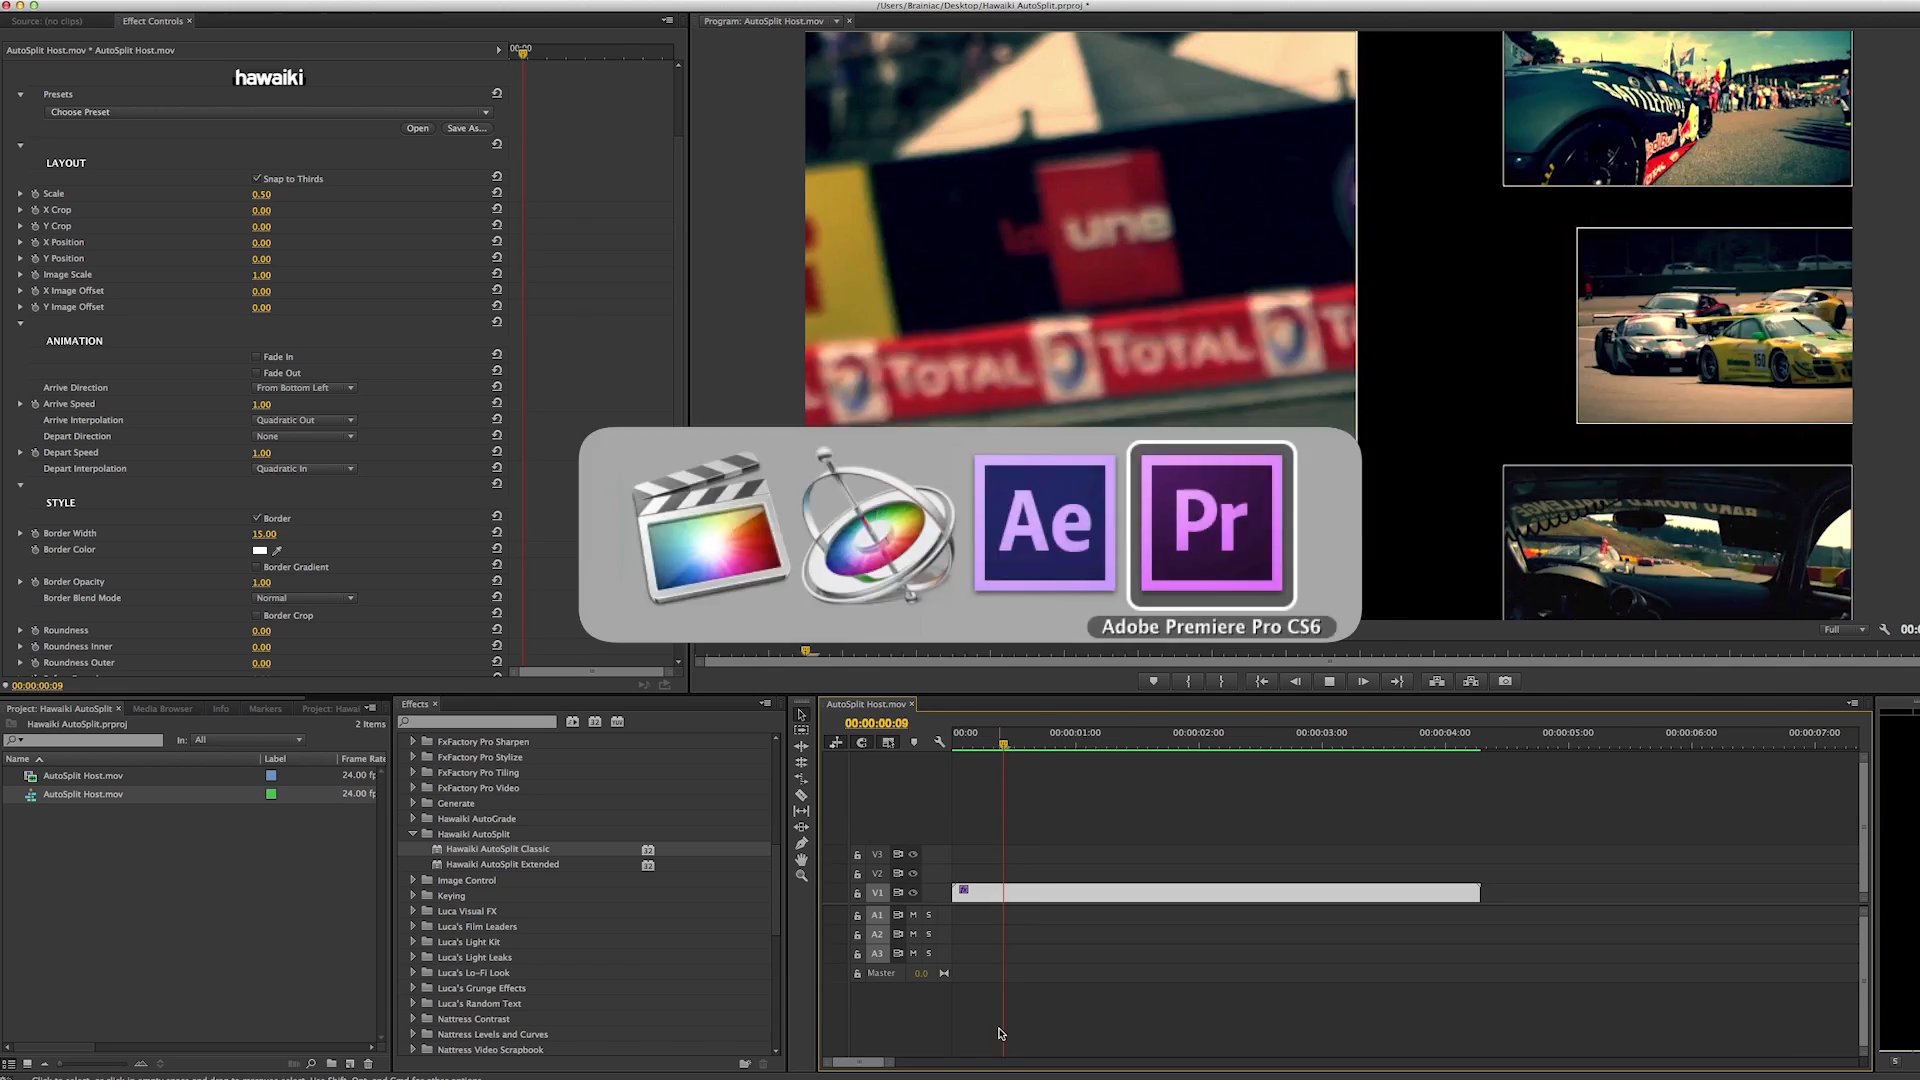 /Users/Brainiac/Desktop/Hawaiki AutoSplit.prproj *
Source: (no clips)
Effect Controls
AutoSplit Host.mov * AutoSplit Host.mov
00:00
hawaiki
Presets
Choose Preset
Open
Save As...
LAYOUT
Snap to Thirds
Scale
0.50
X Crop
0.00
Y Crop
0.00
X Position
0.00
Y Position
0.00
Image Scale
1.00
X Image Offset
0.00
Y Image Offset
0.00
ANIMATION
Fade In
Fade Out
Arrive Direction
From Bottom Left
Arrive Speed
1.00
Arrive Interpolation
Quadratic Out
Depart Direction
None
Depart Speed
1.00
Depart Interpolation
Quadratic In
STYLE
Border
Border Width
15.00
Border Color
Border Gradient
Border Opacity
1.00
Border Blend Mode
Normal
Border Crop
Roundness
0.00
Roundness Inner
0.00
Roundness Outer
0.00
00:00:00:09
Program: AutoSplit Host.mov
une
TOTAL
TOTAL
BATTLEFIELD
Red Bull
TOTAL
150
Ae
Pr
Adobe Premiere Pro CS6
Full
Project: Hawaiki AutoSplit
Media Browser
Info
Markers
Project: Hawai
Hawaiki AutoSplit.prproj
2 Items
In:
All
Name
Label
Frame Rate
AutoSplit Host.mov
24.00 fp
AutoSplit Host.mov
24.00 fp
Effects
FxFactory Pro Sharpen
FxFactory Pro Stylize
FxFactory Pro Tiling
FxFactory Pro Video
Generate
Hawaiki AutoGrade
Hawaiki AutoSplit
Hawaiki AutoSplit Classic
32
Hawaiki AutoSplit Extended
32
Image Control
Keying
Luca Visual FX
Luca's Film Leaders
Luca's Light Kit
Luca's Light Leaks
Luca's Lo-Fi Look
Luca's Grunge Effects
Luca's Random Text
Nattress Contrast
Nattress Levels and Curves
Nattress Video Scrapbook
AutoSplit Host.mov
00:00:00:09
00:00
00:00:01:00
00:00:02:00
00:00:03:00
00:00:04:00
00:00:05:00
00:00:06:00
00:00:07:00
V3
V2
V1
A1 M S
A2 M S
A3 M S
Master 0.0
S